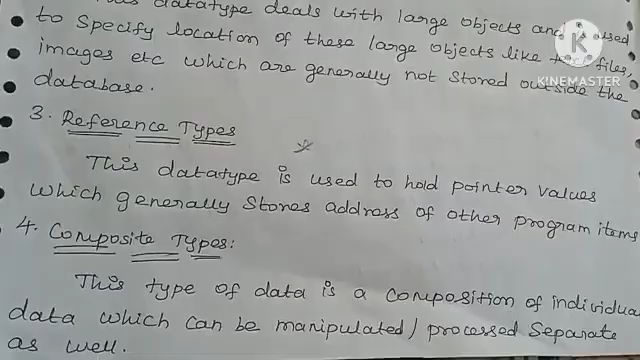 datatype deals with large objects and is used
to specify location of these large objects like text files,
images etc which are generally not stored outside the
database.
3. Reference Types
This datatype is used to hold pointer values
which generally stores address of other program items
4. Composite Types:
This type of data is a composition of individua
data which can be manipulated/processed separate
as well.
K
KINEMASTER